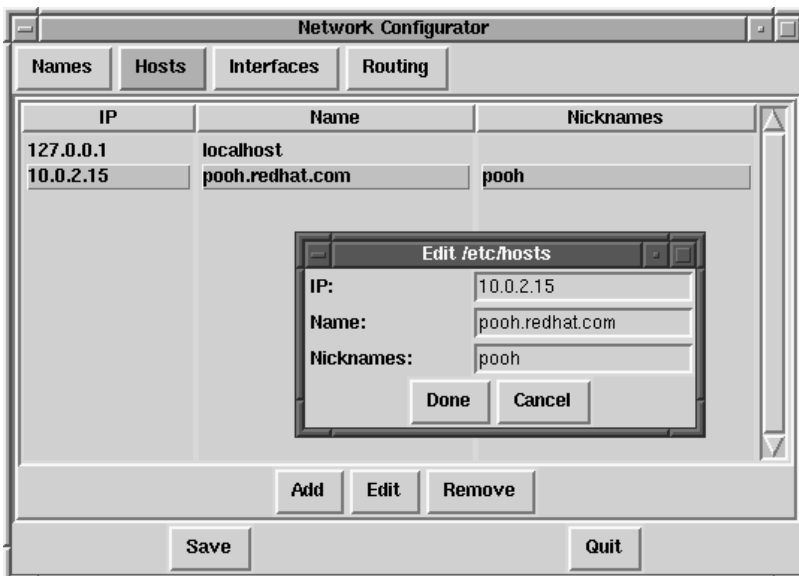 Network Configurator
Names Hosts Interfaces Routing
IP Name Nicknames
127.0.0.1 localhost
10.0.2.15 pooh.redhat.com pooh
Edit /etc/hosts
IP: 10.0.2.15
Name: pooh.redhat.com
Nicknames: pooh
Done Cancel
Add Edit Remove
Save Quit